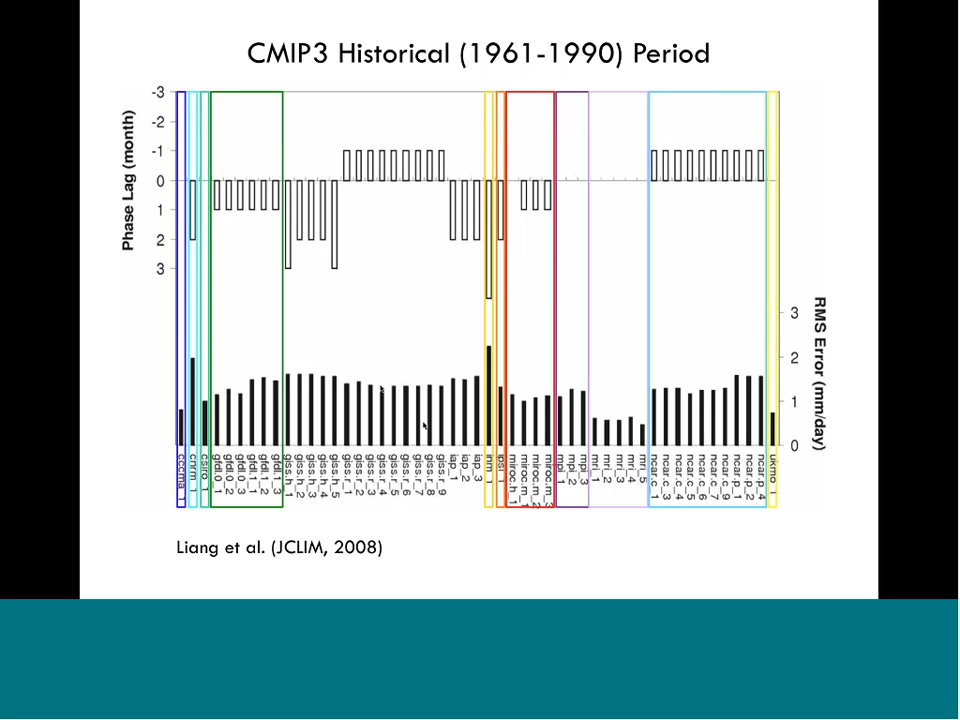 CMIP3 Historical (1961-1990) Period
Phase Lag (month)
-3
-2
-1
0
1
2
3
3
2
1
0
RMS Error (mm/day)
cccma_1
cnrm_1
csiro_1
gfdl.0_1
gfdl.0_2
gfdl.0_3
gfdl.1_1
gfdl.1_2
gfdl.1_3
giss.h_1
giss.h_2
giss.h_3
giss.h_4
giss.h_5
giss.r_1
giss.r_2
giss.r_3
giss.r_4
giss.r_5
giss.r_6
giss.r_7
giss.r_8
giss.r_9
iap_1
iap_2
iap_3
inm_1
ipsl_1
miroc.h_1
miroc.m_1
miroc.m_2
miroc.m_3
mpi_1
mpi_2
mpi_3
mri_1
mri_2
mri_3
mri_4
mri_5
ncar.c_1
ncar.c_3
ncar.c_4
ncar.c_5
ncar.c_6
ncar.c_7
ncar.c_9
ncar.p_1
ncar.p_2
ncar.p_4
ukmo_1
Liang et al. (JCLIM, 2008)